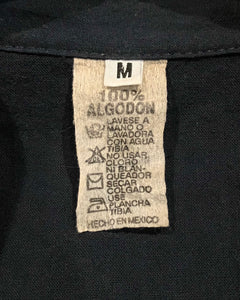 M
100%
ALGODON
LAVESE A
MANO O
LAVADORA
CON AGUA
TIBIA
NO USAR
CLORO
NI BLAN-
QUEADOR
SECAR
COLGADO
USE
PLANCHA
TIBIA
HECHO EN MEXICO